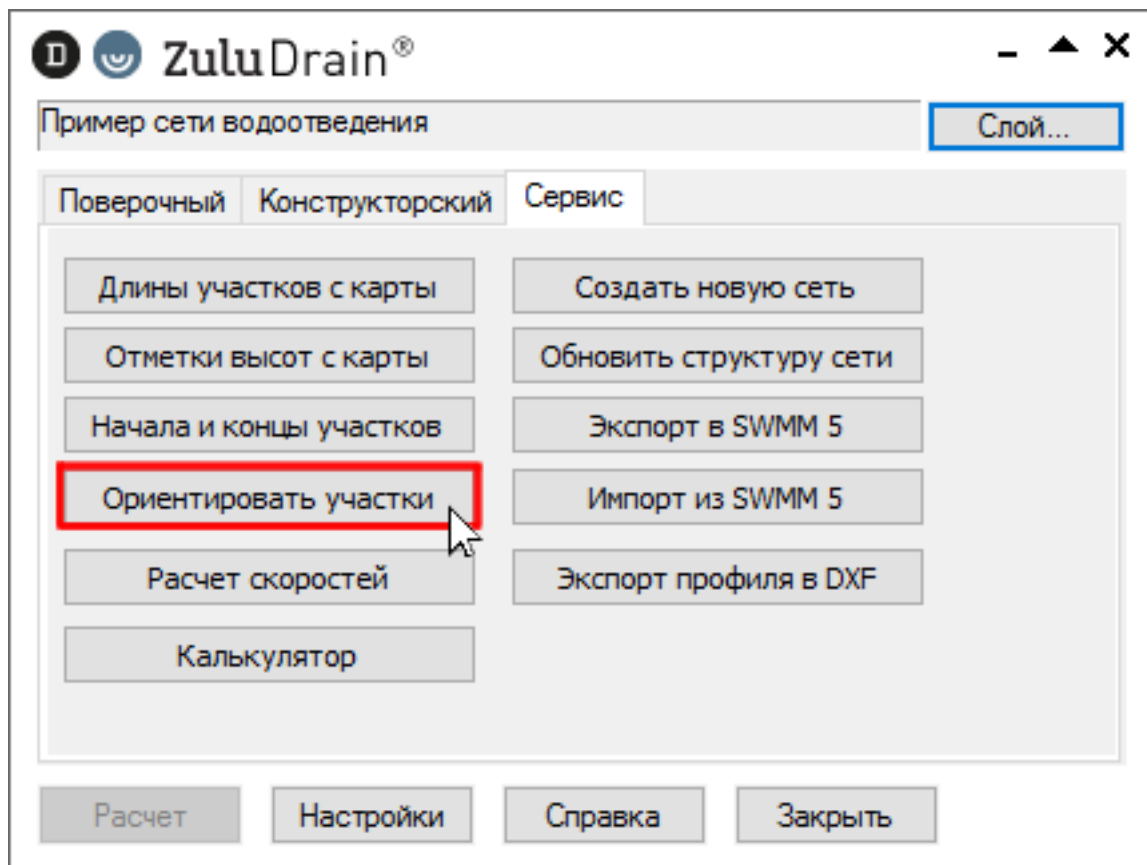 D ZuluDrain®
Пример сети водоотведения
Слой...
Поверочный Конструкторский Сервис
Длины участков с карты
Создать новую сеть
Отметки высот с карты
Обновить структуру сети
Начала и концы участков
Экспорт в SWMM 5
Ориентировать участки
Импорт из SWMM 5
Расчет скоростей
Экспорт профиля в DXF
Калькулятор
Расчет
Настройки
Справка
Закрыть